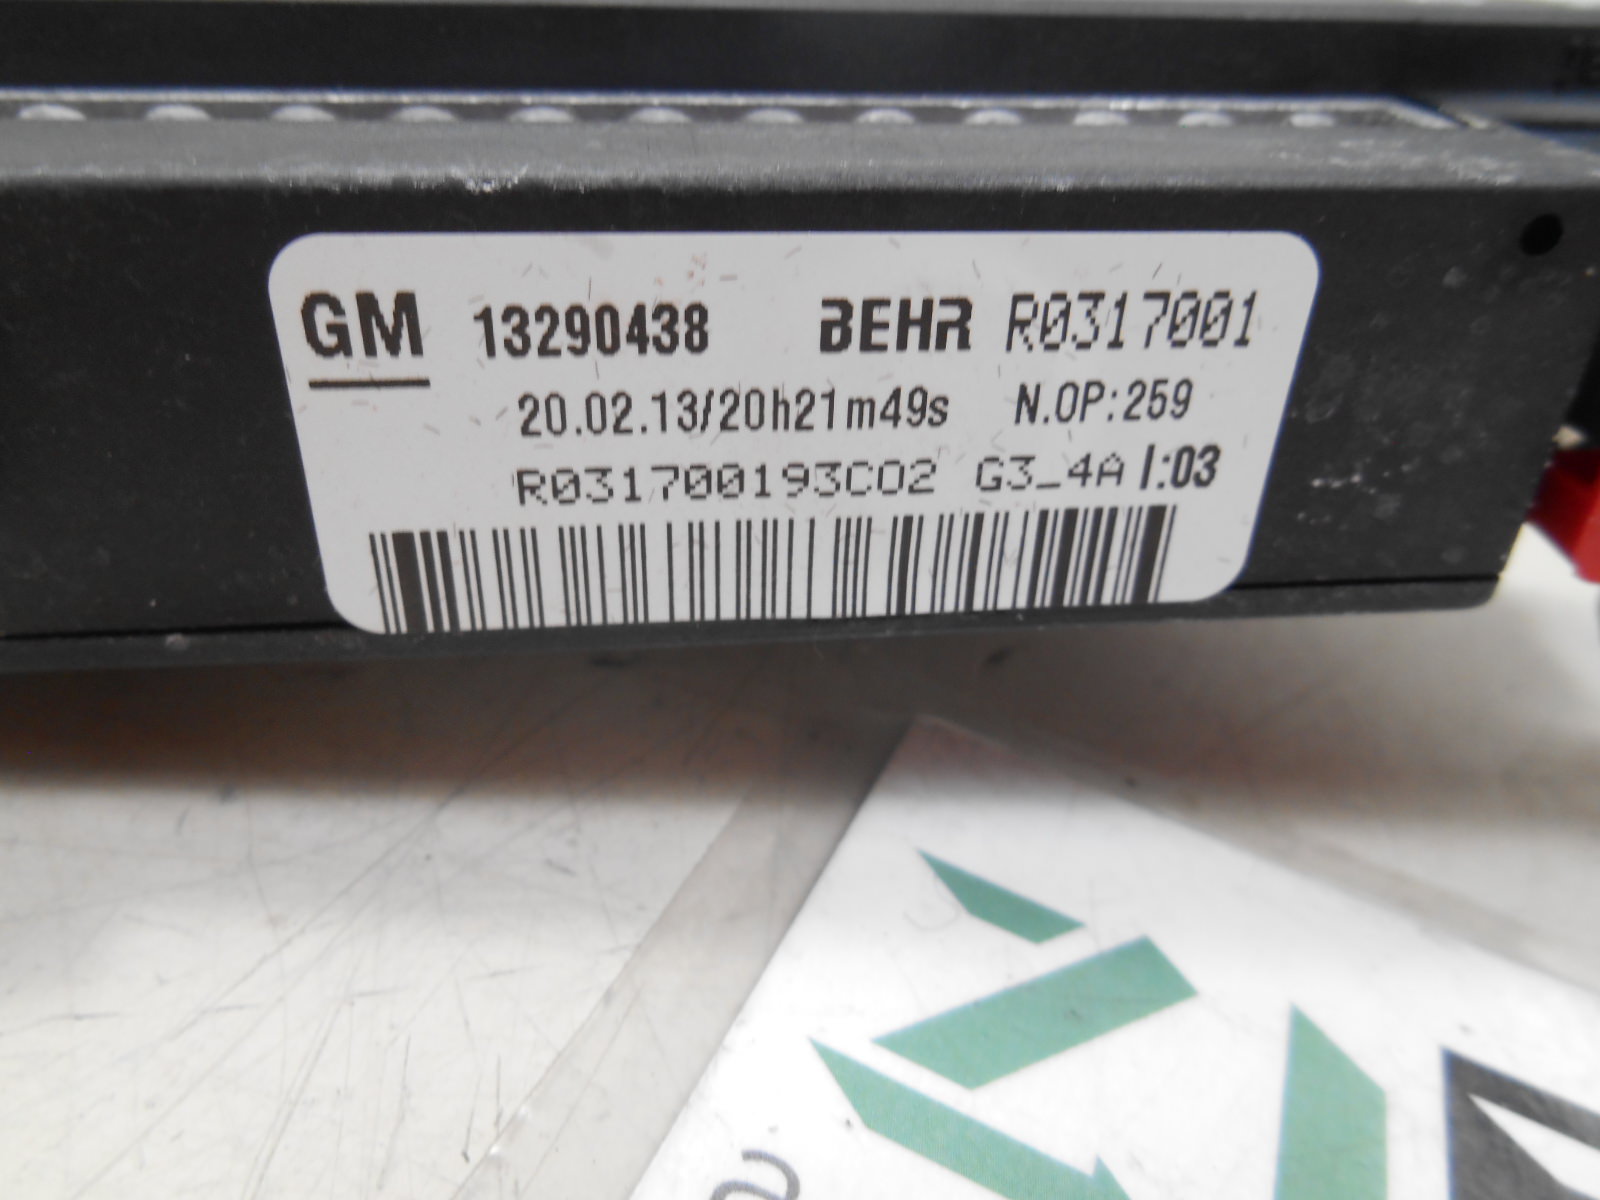 GM 13290438 BEHR R0317001
20.02.13/20h21m49s N.OP:259
R031700193C02 G3_4A I:03